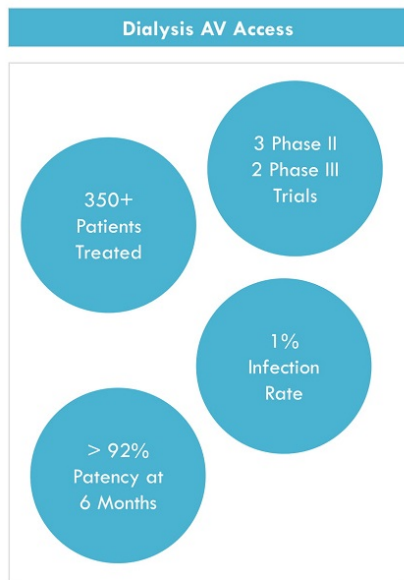 Dialysis AV Access
3 Phase II
2 Phase III
Trials
350+
Patients
Treated
1%
Infection
Rate
> 92%
Patency at
6 Months